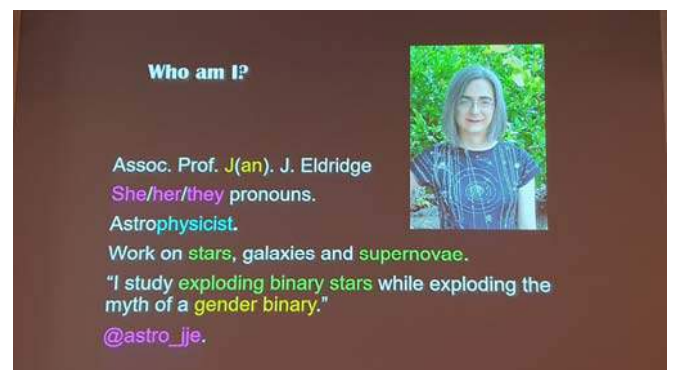 Who am I?
Assoc. Prof. J(an). J. Eldridge
She/her/they pronouns.
Astrophysicist.
Work on stars, galaxies and supernovae.
“I study exploding binary stars while exploding the
myth of a gender binary.”
@astro_jje.